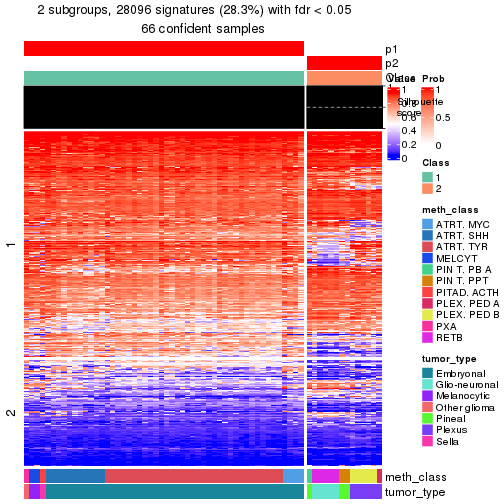 2 subgroups, 28096 signatures (28.3%) with fdr < 0.05
66 confident samples
p1
p2
Class
Silhouette
score
1
2
meth_class
tumor_type
Value
1
0.8
0.6
0.4
0.2
0
Prob
1
0.5
0
Class
1
2
meth_class
ATRT. MYC
ATRT. SHH
ATRT. TYR
MELCYT
PIN T. PB A
PIN T. PPT
PITAD. ACTH
PLEX. PED A
PLEX. PED B
PXA
RETB
tumor_type
Embryonal
Glio-neuronal
Melanocytic
Other glioma
Pineal
Plexus
Sella